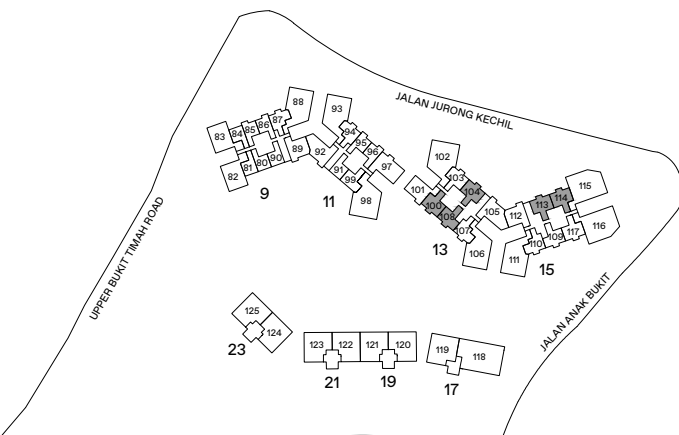 JALAN JURONG KECHIL
UPPER BUKIT TIMAH ROAD
JALAN ANAK BUKIT
88
83 84 85 86 87
82 81 80 90 89
9
93
92 94 95 96 97
91 99
98
11
102
101 103 104
100 108 105
107
106
13
112 113 114 115
111 110 109 117 116
15
125
124
23
123 122 121 120
21 19
119 118
17